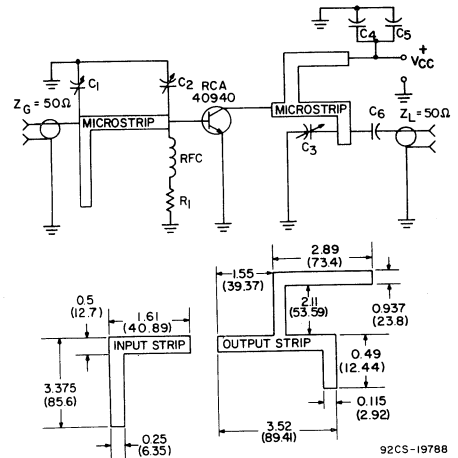 C4 C5
+
VCC
C1
C2
RCA
40940
ZG = 50Ω
MICROSTRIP
MICROSTRIP
C6
ZL = 50Ω
C3
RFC
R1
2.89
(73.4)
1.55
(39.37)
0.5
(12.7)
1.61
(40.89)
2.11
(53.59)
0.937
(23.8)
INPUT STRIP
OUTPUT STRIP
0.49
(12.44)
3.375
(85.6)
0.115
(2.92)
0.25
(6.35)
3.52
(89.41)
92CS-19788